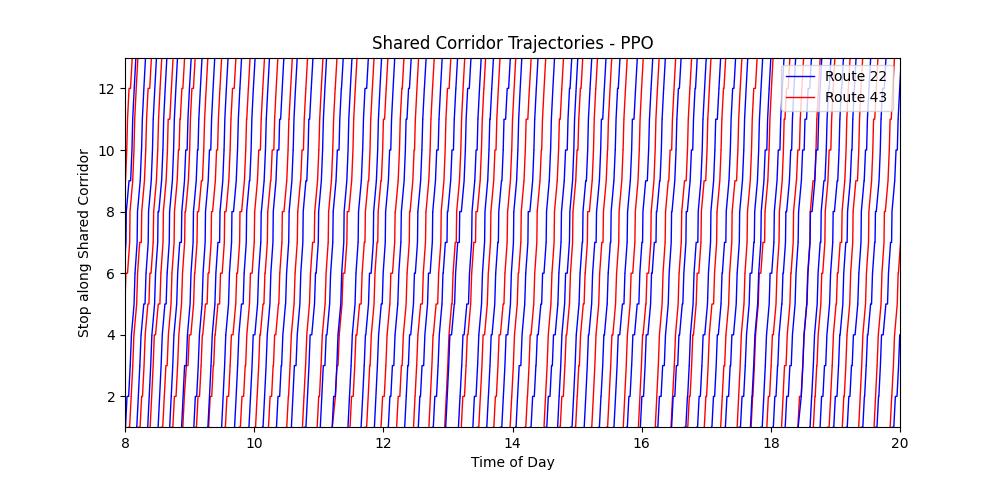 Shared Corridor Trajectories - PPO
Route 22
Route 43
12
10
8
6
4
2
Stop along Shared Corridor
8 10 12 14 16 18 20
Time of Day